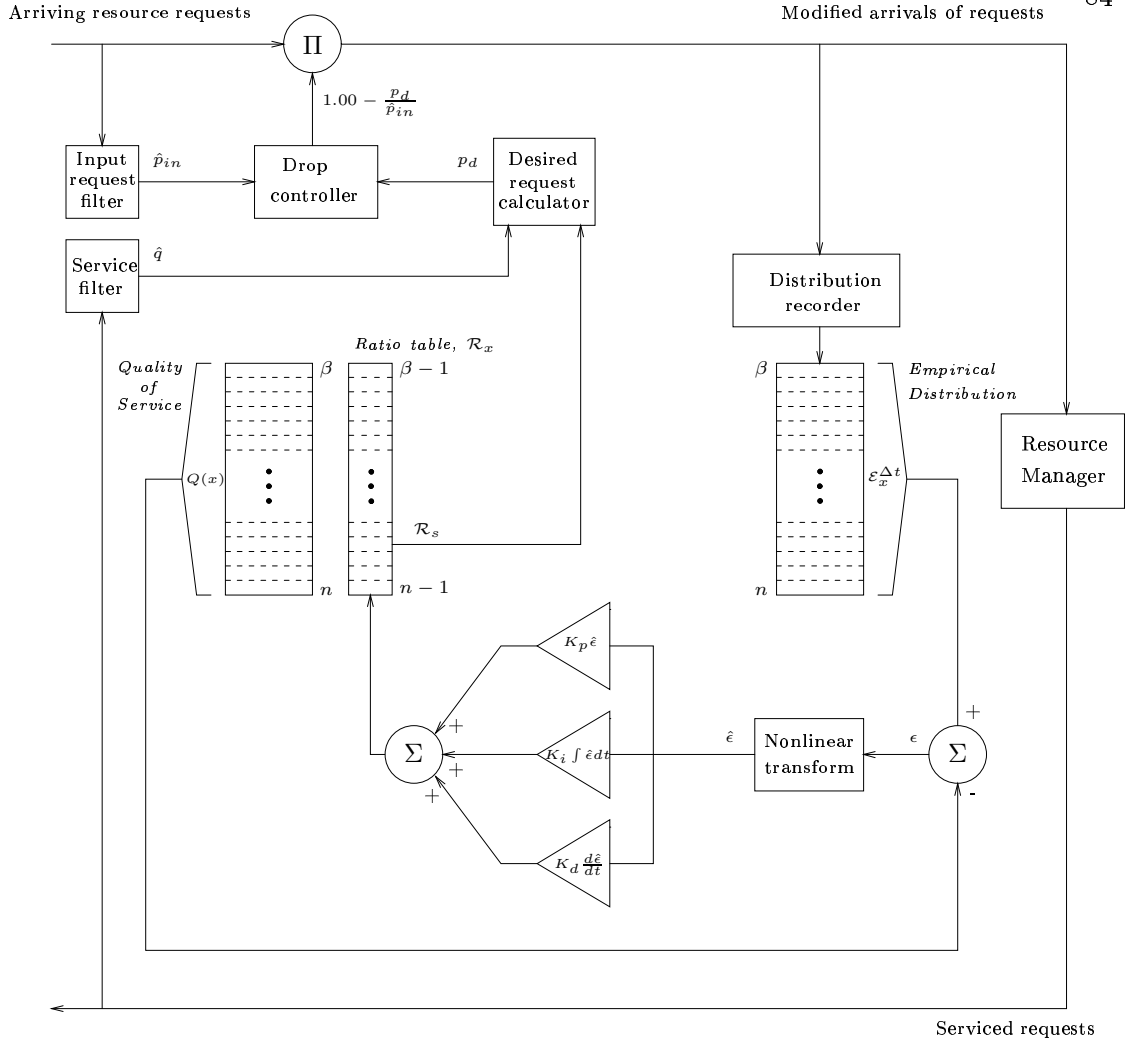 Arriving resource requests
Modified arrivals of requests
Π
1.00 − p_d / p̂_in
Input
request
filter
p̂_in
Drop
controller
p_d
Desired
request
calculator
Service
filter
q̂
Distribution
recorder
Ratio table, ℛ_x
Quality
of
Service
β
β − 1
β
Empirical
Distribution
Q(x)
ℰ_x^Δt
Resource
Manager
ℛ_s
n
n − 1
n
K_p ε̂
+
+
ε̂
Nonlinear
transform
ϵ
Σ
Σ
K_i ∫ ε̂dt
+
+
-
K_d dε̂/dt
Serviced requests